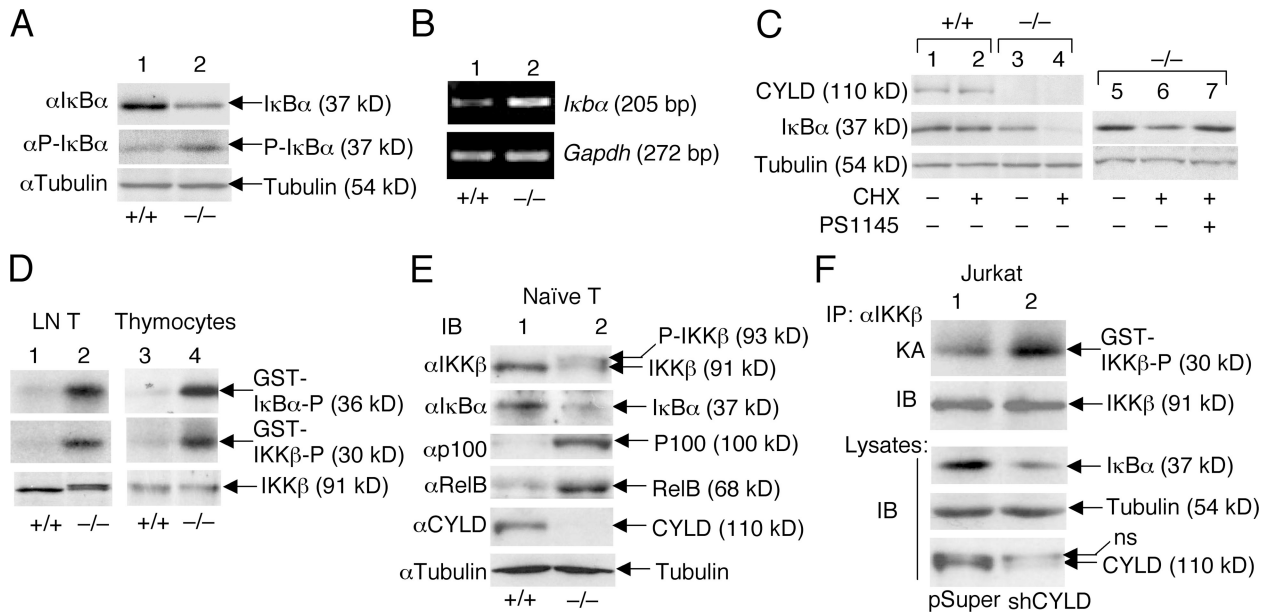 A
1 2
αIκBα IκBα (37 kD)
αP-IκBα P-IκBα (37 kD)
αTubulin Tubulin (54 kD)
+/+ –/–
B
1 2
Iκbα (205 bp)
Gapdh (272 bp)
+/+ –/–
C
+/+ –/–
1 2 3 4
–/–
5 6 7
CYLD (110 kD)
IκBα (37 kD)
Tubulin (54 kD)
CHX – + – + – + +
PS1145 – – – – – – +
D
LN T Thymocytes
1 2 3 4
GST-
IκBα-P (36 kD)
GST-
IKKβ-P (30 kD)
IKKβ (91 kD)
+/+ –/– +/+ –/–
E
Naïve T
IB 1 2
P-IKKβ (93 kD)
αIKKβ IKKβ (91 kD)
αIκBα IκBα (37 kD)
αp100 P100 (100 kD)
αRelB RelB (68 kD)
αCYLD CYLD (110 kD)
αTubulin Tubulin
+/+ –/–
F
Jurkat
IP: αIKKβ 1 2
KA GST-
IKKβ-P (30 kD)
IB IKKβ (91 kD)
Lysates:
IκBα (37 kD)
IB Tubulin (54 kD)
ns
CYLD (110 kD)
pSuper shCYLD